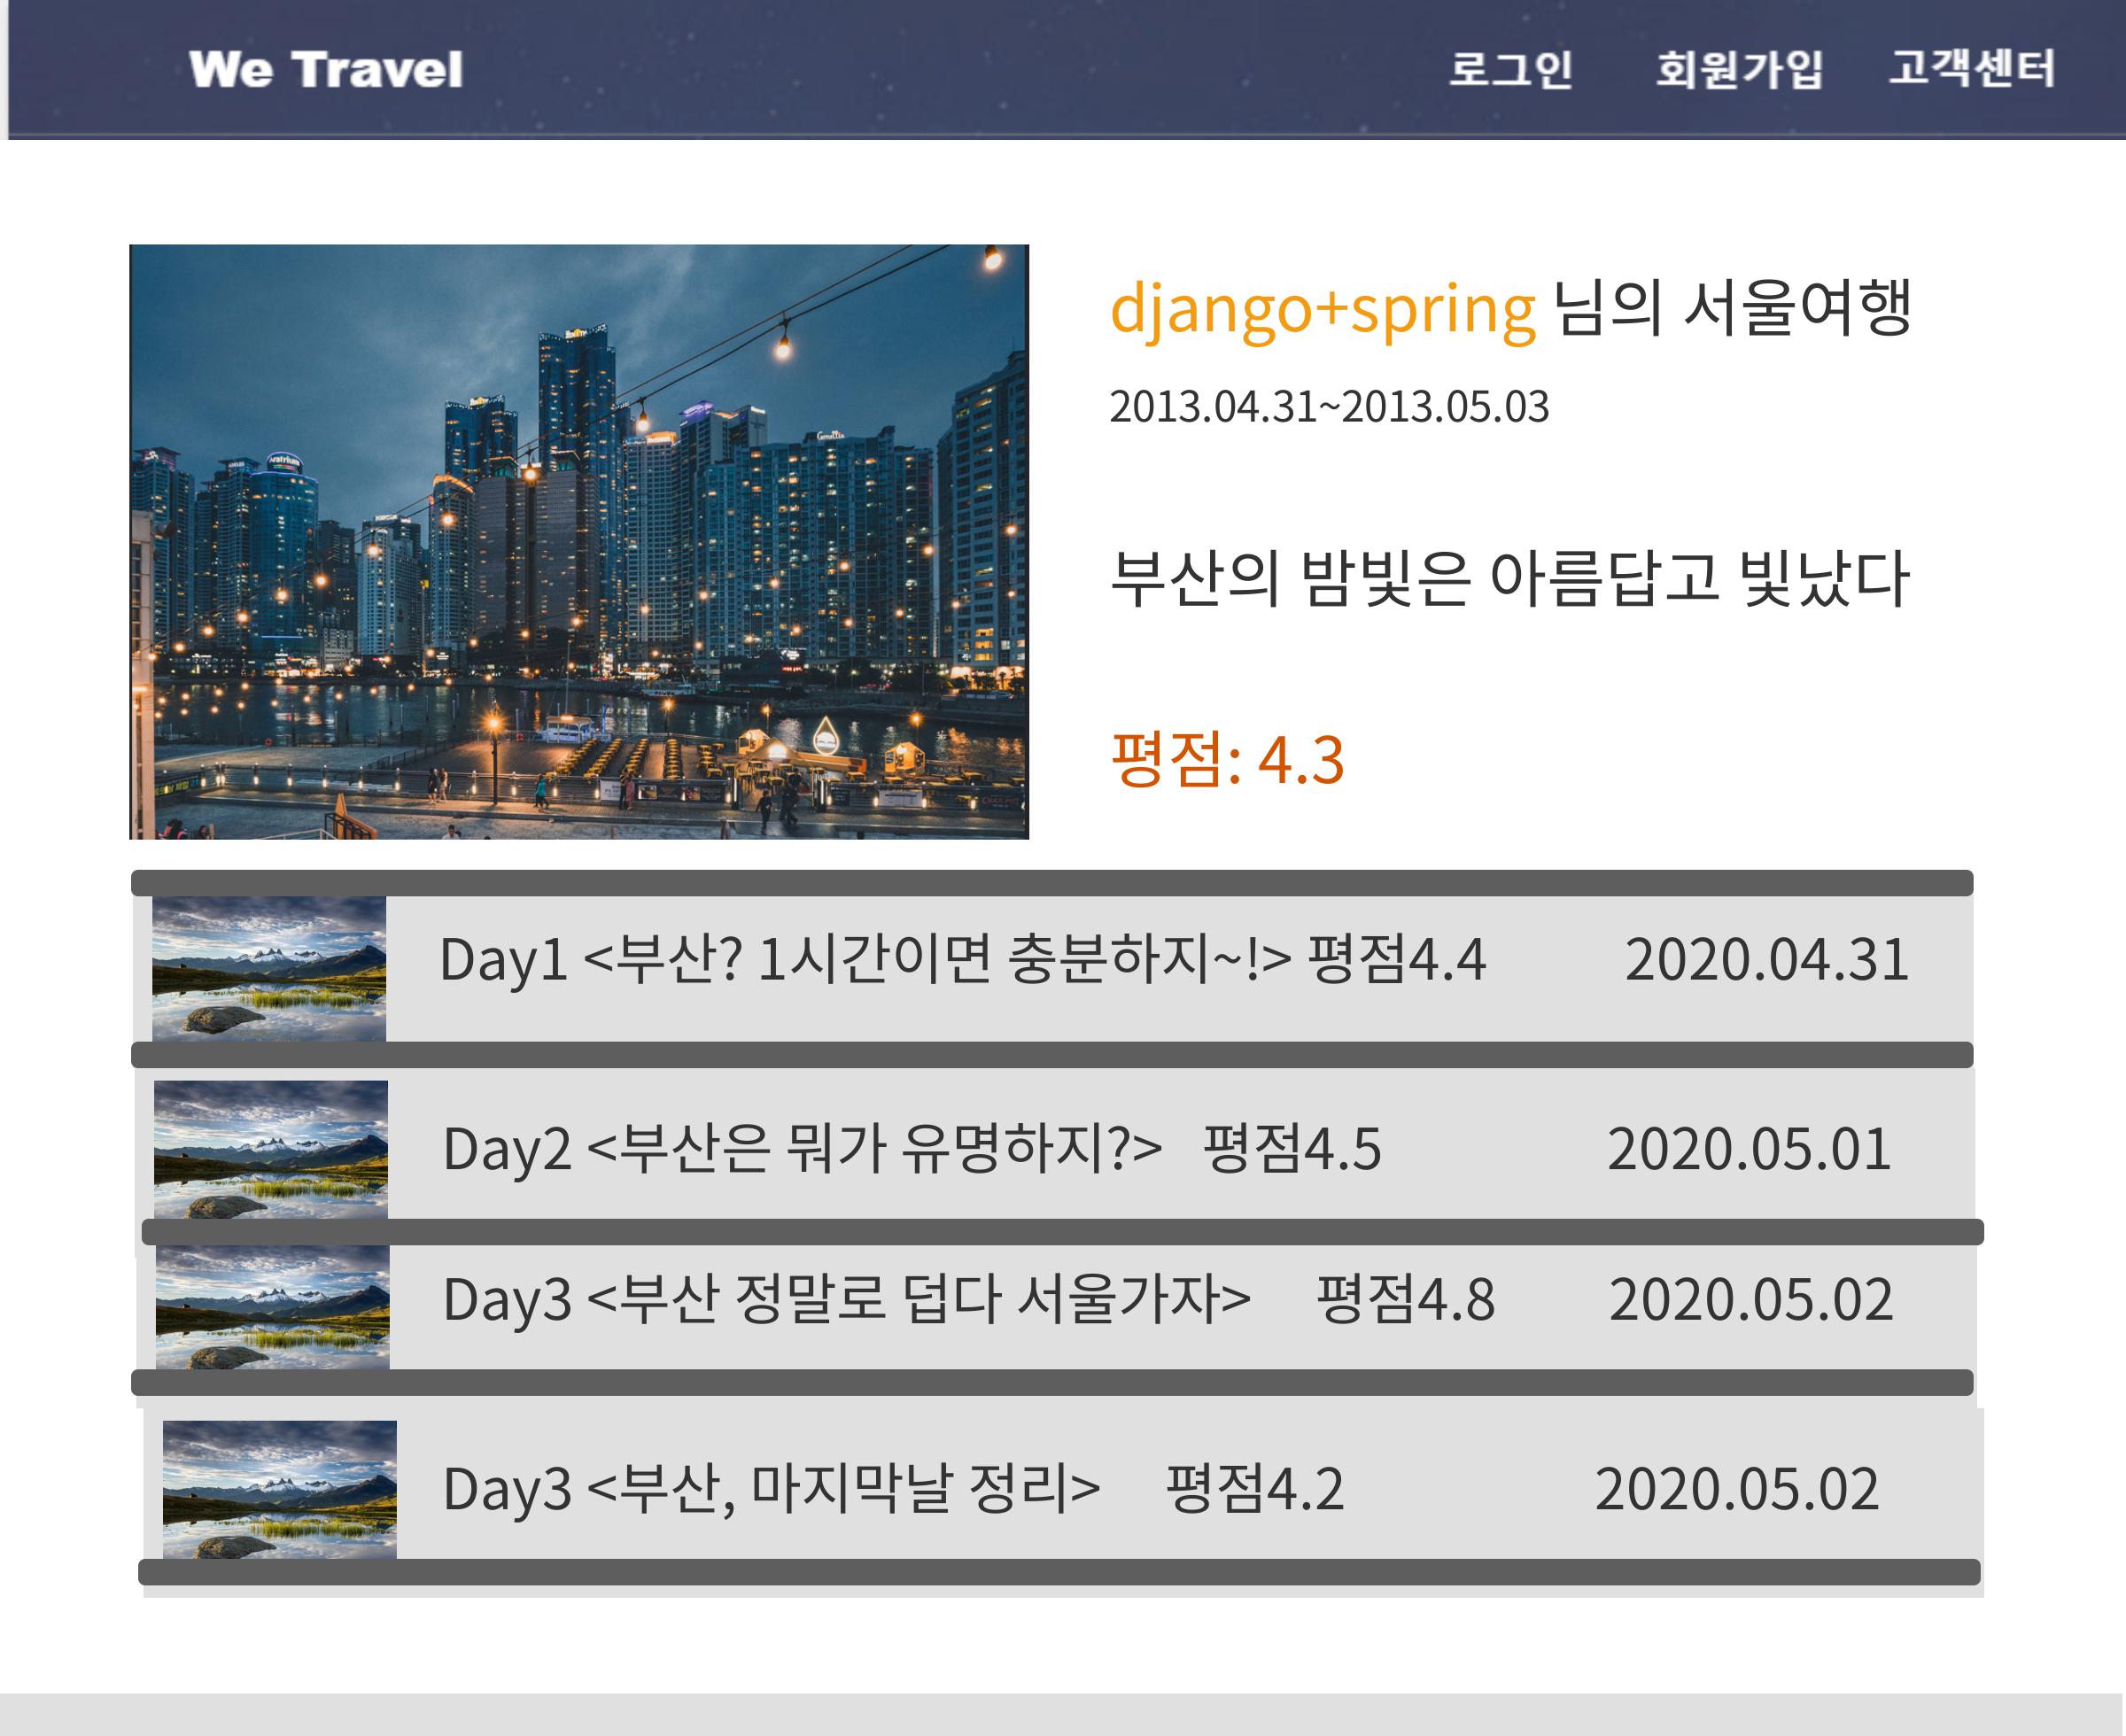 We Travel 로그인 회원가입 고객센터
django+spring 님의 서울여행
2013.04.31~2013.05.03
부산의 밤빛은 아름답고 빛났다
평점: 4.3
Day1 <부산? 1시간이면 충분하지~!> 평점4.4 2020.04.31
Day2 <부산은 뭐가 유명하지?> 평점4.5 2020.05.01
Day3 <부산 정말로 덥다 서울가자> 평점4.8 2020.05.02
Day3 <부산, 마지막날 정리> 평점4.2 2020.05.02